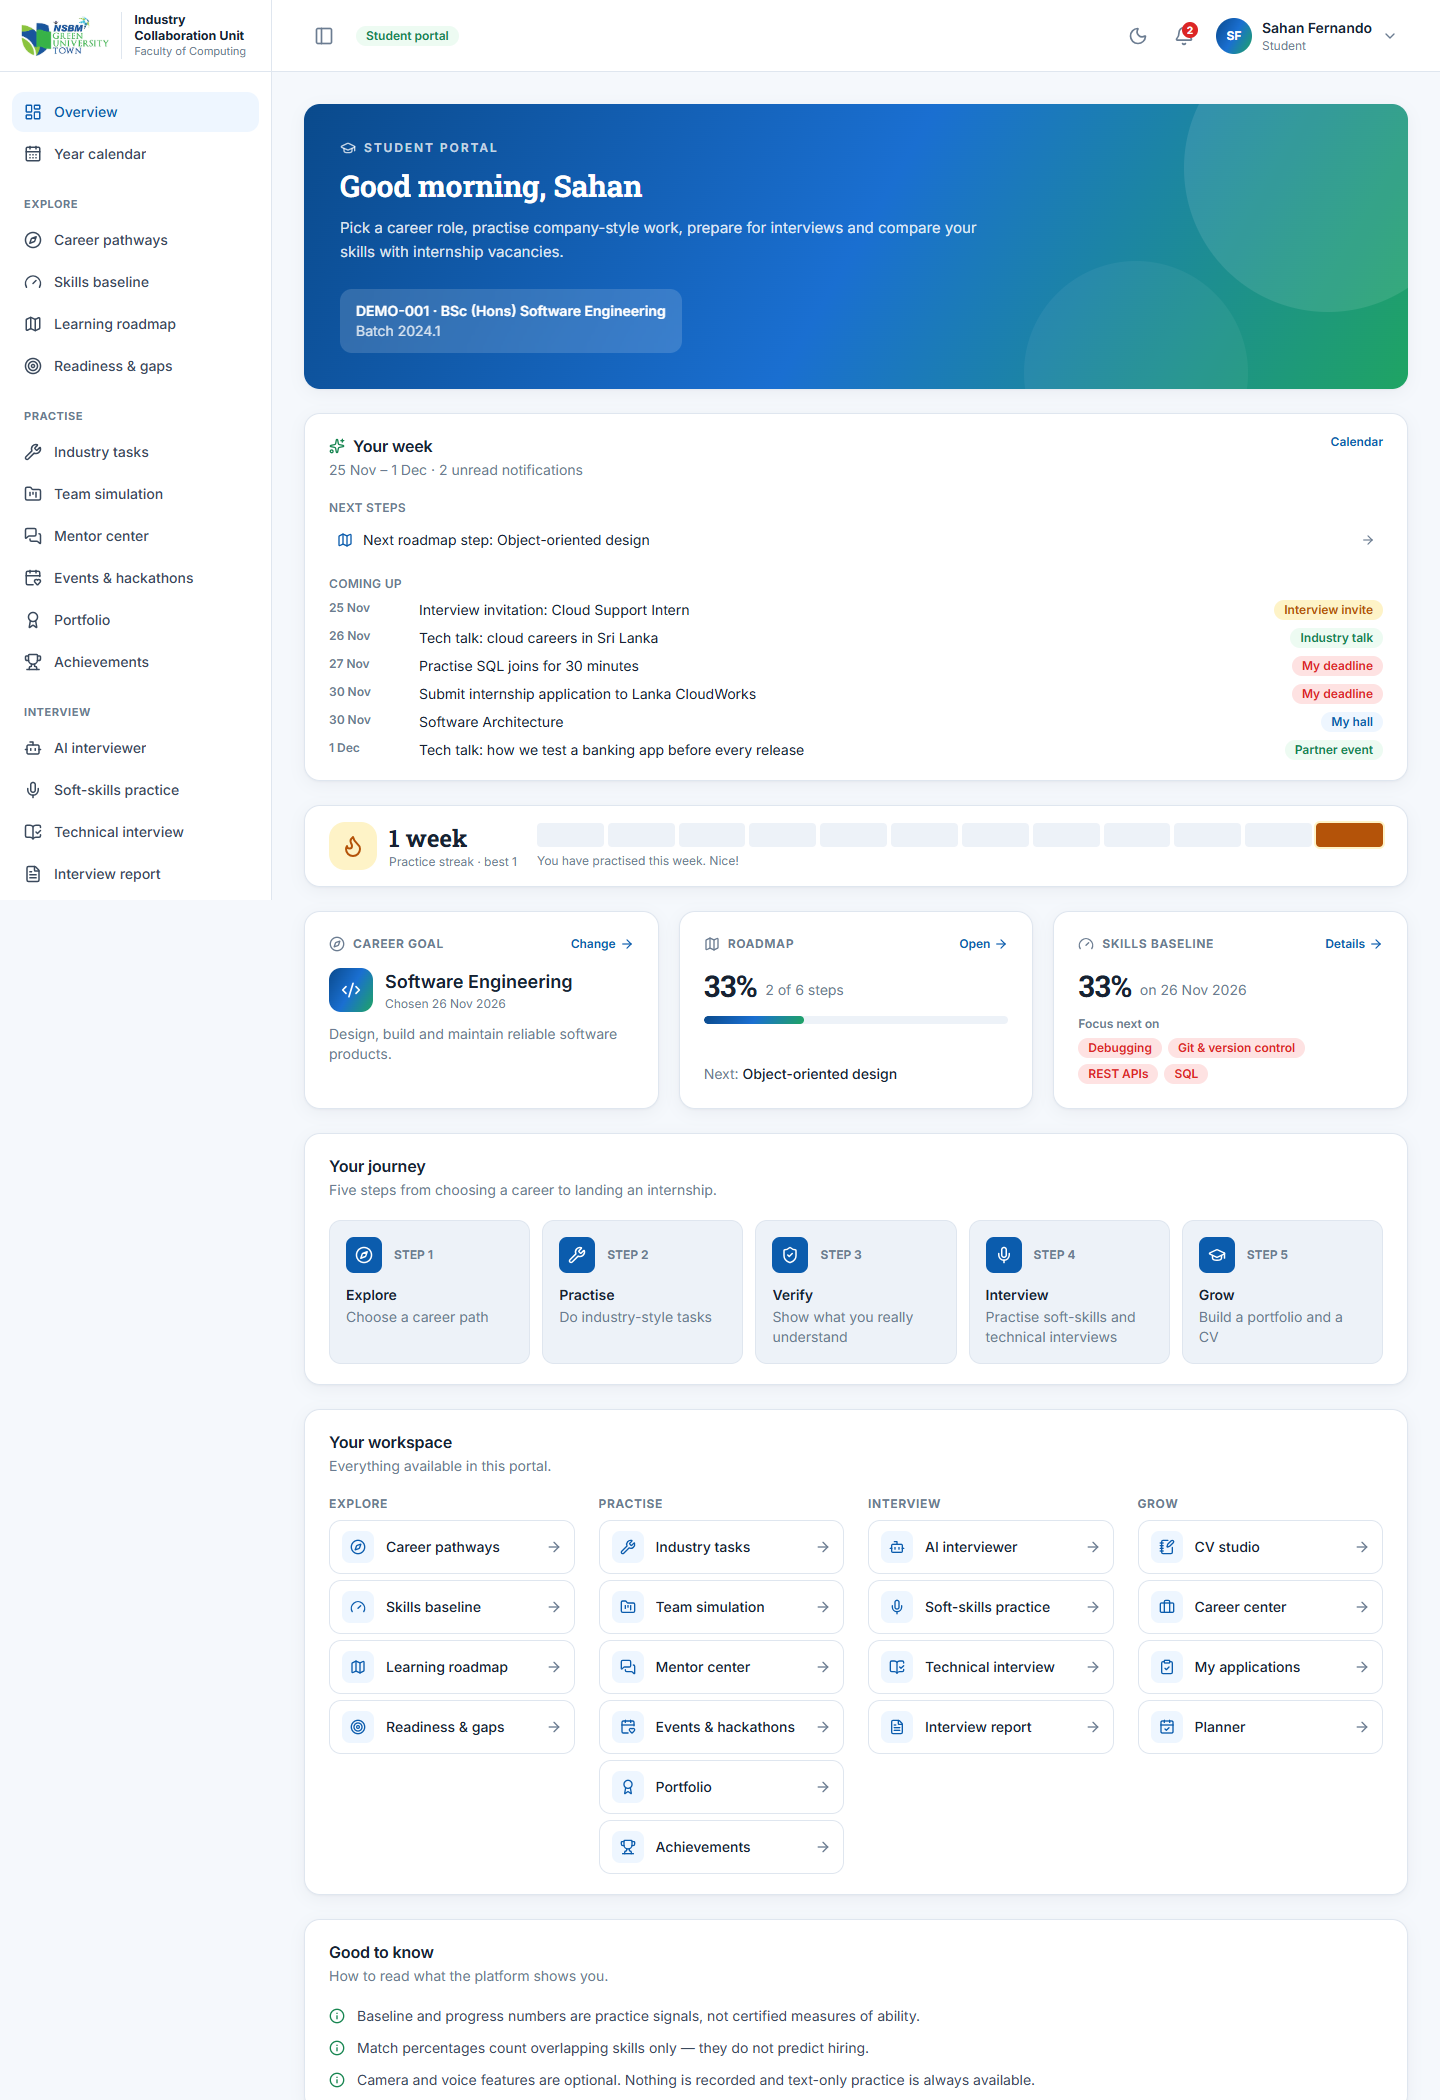 NSBM
GREEN
UNIVERSITY
TOWN
Industry
Collaboration Unit
Faculty of Computing
Student portal
2
SF
Sahan Fernando
Student
Overview
Year calendar
EXPLORE
Career pathways
Skills baseline
Learning roadmap
Readiness & gaps
PRACTISE
Industry tasks
Team simulation
Mentor center
Events & hackathons
Portfolio
Achievements
INTERVIEW
AI interviewer
Soft-skills practice
Technical interview
Interview report
STUDENT PORTAL
Good morning, Sahan
Pick a career role, practise company-style work, prepare for interviews and compare your
skills with internship vacancies.
DEMO-001 · BSc (Hons) Software Engineering
Batch 2024.1
Your week
Calendar
25 Nov – 1 Dec · 2 unread notifications
NEXT STEPS
Next roadmap step: Object-oriented design
COMING UP
25 Nov Interview invitation: Cloud Support Intern Interview invite
26 Nov Tech talk: cloud careers in Sri Lanka Industry talk
27 Nov Practise SQL joins for 30 minutes My deadline
30 Nov Submit internship application to Lanka CloudWorks My deadline
30 Nov Software Architecture My hall
1 Dec Tech talk: how we test a banking app before every release Partner event
1 week
Practice streak · best 1
You have practised this week. Nice!
CAREER GOAL
Change
Software Engineering
Chosen 26 Nov 2026
Design, build and maintain reliable software
products.
ROADMAP
Open
33% 2 of 6 steps
Next: Object-oriented design
SKILLS BASELINE
Details
33% on 26 Nov 2026
Focus next on
Debugging Git & version control
REST APIs SQL
Your journey
Five steps from choosing a career to landing an internship.
STEP 1
Explore
Choose a career path
STEP 2
Practise
Do industry-style tasks
STEP 3
Verify
Show what you really
understand
STEP 4
Interview
Practise soft-skills and
technical interviews
STEP 5
Grow
Build a portfolio and a
CV
Your workspace
Everything available in this portal.
EXPLORE
Career pathways
Skills baseline
Learning roadmap
Readiness & gaps
PRACTISE
Industry tasks
Team simulation
Mentor center
Events & hackathons
Portfolio
Achievements
INTERVIEW
AI interviewer
Soft-skills practice
Technical interview
Interview report
GROW
CV studio
Career center
My applications
Planner
Good to know
How to read what the platform shows you.
Baseline and progress numbers are practice signals, not certified measures of ability.
Match percentages count overlapping skills only — they do not predict hiring.
Camera and voice features are optional. Nothing is recorded and text-only practice is always available.